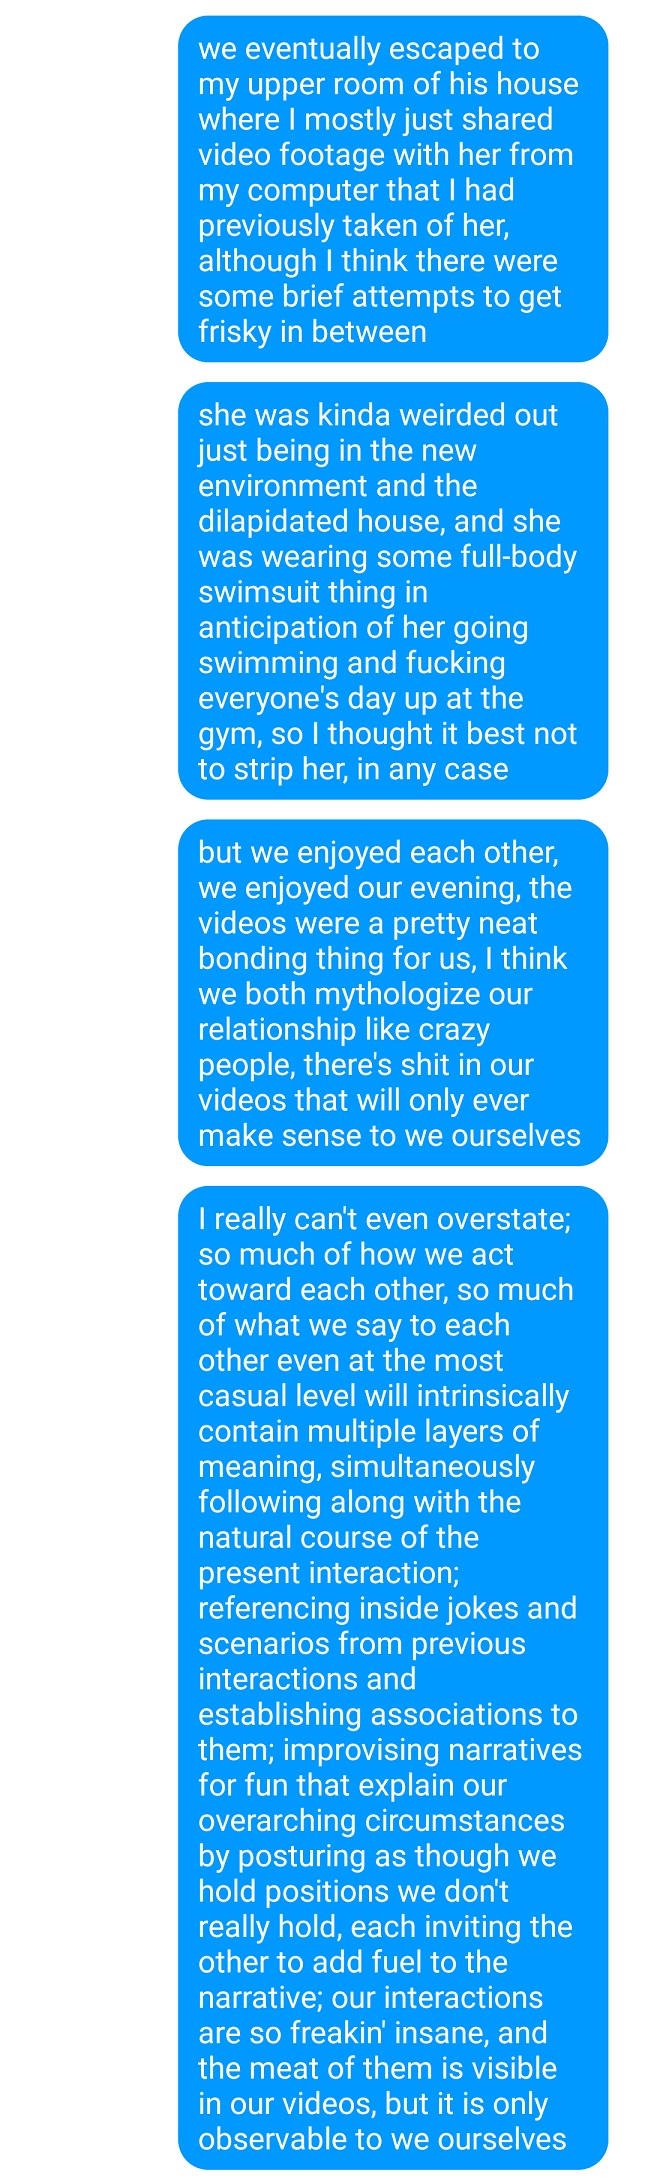 we eventually escaped to
my upper room of his house
where I mostly just shared
video footage with her from
my computer that I had
previously taken of her,
although I think there were
some brief attempts to get
frisky in between
she was kinda weirded out
just being in the new
environment and the
dilapidated house, and she
was wearing some full-body
swimsuit thing in
anticipation of her going
swimming and fucking
everyone's day up at the
gym, so I thought it best not
to strip her, in any case
but we enjoyed each other,
we enjoyed our evening, the
videos were a pretty neat
bonding thing for us, I think
we both mythologize our
relationship like crazy
people, there's shit in our
videos that will only ever
make sense to we ourselves
I really can't even overstate;
so much of how we act
toward each other, so much
of what we say to each
other even at the most
casual level will intrinsically
contain multiple layers of
meaning, simultaneously
following along with the
natural course of the
present interaction;
referencing inside jokes and
scenarios from previous
interactions and
establishing associations to
them; improvising narratives
for fun that explain our
overarching circumstances
by posturing as though we
hold positions we don't
really hold, each inviting the
other to add fuel to the
narrative; our interactions
are so freakin' insane, and
the meat of them is visible
in our videos, but it is only
observable to we ourselves